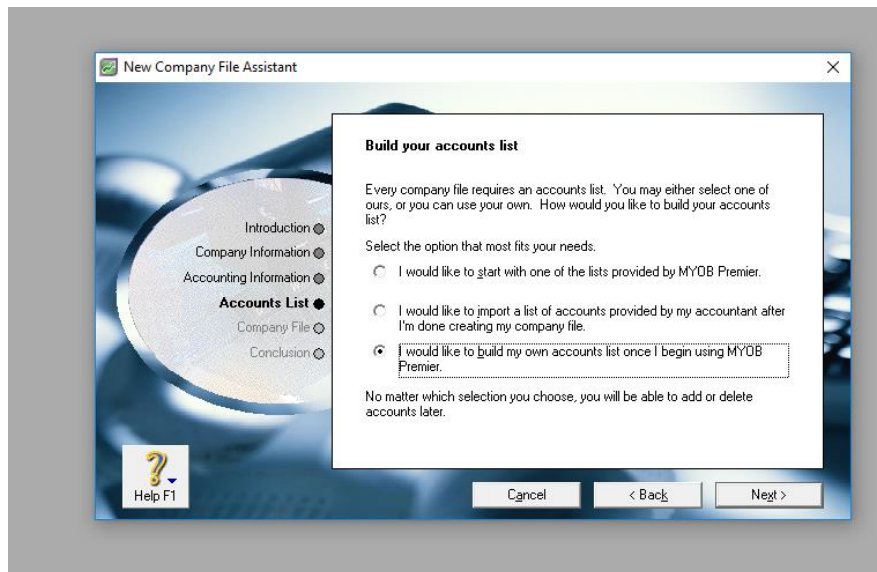 New Company File Assistant
Build your accounts list
Every company file requires an accounts list. You may either select one of
ours, or you can use your own. How would you like to build your accounts
list?
Select the option that most fits your needs.
I would like to start with one of the lists provided by MYOB Premier.
I would like to import a list of accounts provided by my accountant after
I'm done creating my company file.
I would like to build my own accounts list once I begin using MYOB
Premier.
No matter which selection you choose, you will be able to add or delete
accounts later.
Introduction
Company Information
Accounting Information
Accounts List
Company File
Conclusion
Help F1
Cancel
< Back
Next >